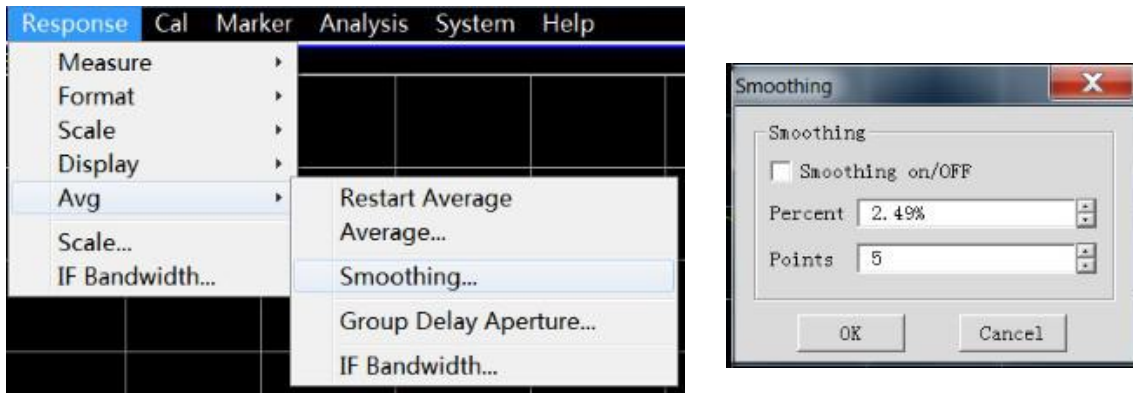 Response Cal Marker Analysis System Help
Measure
Format
Scale
Display
Avg
Scale...
IF Bandwidth...
Restart Average
Average...
Smoothing...
Group Delay Aperture...
IF Bandwidth...
Smoothing
Smoothing
Smoothing on/OFF
Percent 2.49%
Points 5
OK Cancel